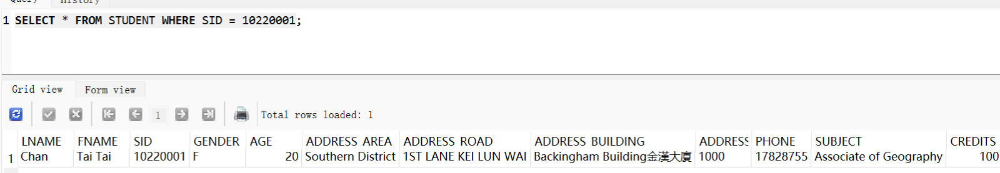 Query History
1 SELECT * FROM STUDENT WHERE SID = 10220001;
Grid view Form view
1 Total rows loaded: 1
LNAME FNAME SID GENDER AGE ADDRESS AREA ADDRESS ROAD ADDRESS BUILDING ADDRESS PHONE SUBJECT CREDITS
1 Chan Tai Tai 10220001 F 20 Southern District 1ST LANE KEI LUN WAI Backingham Building金漢大廈 1000 17828755 Associate of Geography 100